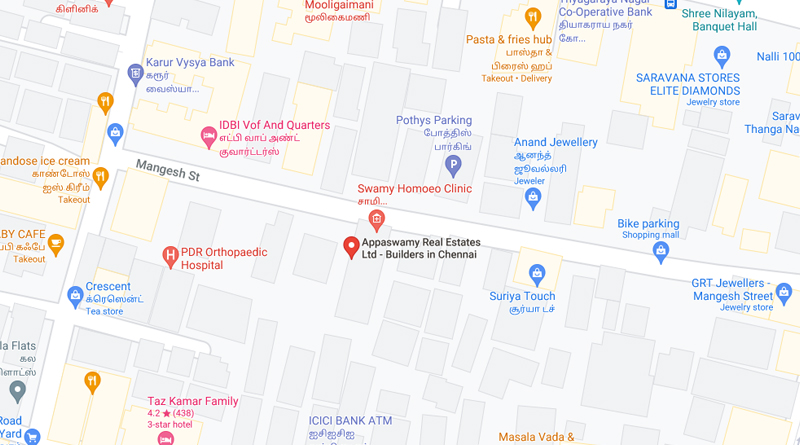 கிளினிக்
Mooligaimani
மூலிகைமணி
Thyagaraya Nagar
Co-Operative Bank
தியாகராய நகர்
கோ...
Shree Nilayam,
Banquet Hall
Pasta & fries hub
பாஸ்தா &
பிரைஸ் ஹப்
Takeout • Delivery
Nalli 100
Karur Vysya Bank
கரூர்
வைஸ்யா...
SARAVANA STORES
ELITE DIAMONDS
Jewelry store
IDBI Vof And Quarters
எட்பி வாப் அண்ட்
குவார்ட்டர்ஸ்
Pothys Parking
போத்திஸ்
பார்கிங்
Sarav
Thanga Na
Anand Jewellery
ஆனந்த்
ஜூவல்லரி
Jeweler
andose ice cream
காண்டோஸ்
ஐஸ் கிரீம்
Takeout
Mangesh St
Swamy Homoeo Clinic
சாமி...
BY CAFE
பபி கஃபே
Takeout
PDR Orthopaedic
Hospital
Appaswamy Real Estates
Ltd - Builders in Chennai
Bike parking
Shopping mall
Crescent
க்ரெஸென்ட்
Tea store
Suriya Touch
சூர்யா டச்
GRT Jewellers -
Mangesh Street
Jewelry store
la Flats
கல
ளாட்ஸ்
Taz Kamar Family
4.2 ★ (438)
3-star hotel
Road
Yard
ICICI BANK ATM
ஐசிஐசிஐ
Masala Vada &